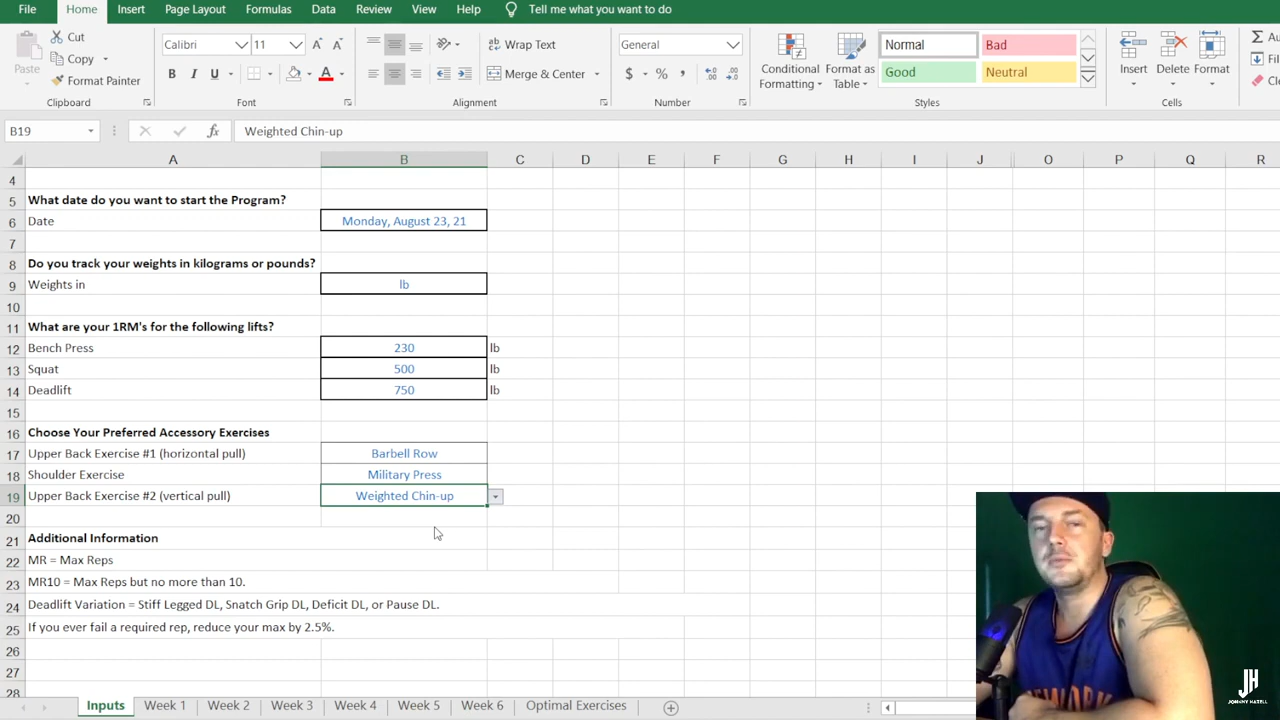 File Home Insert Page Layout Formulas Data Review View Help Tell me what you want to do
Cut
Copy
Format Painter
Paste
Calibri 11
B I U
Wrap Text
Merge & Center
General
$ % ,
Conditional Formatting
Format as Table
Normal Bad
Good Neutral
Insert Delete Format
Clipboard Font Alignment Number Styles Cells
B19 fx Weighted Chin-up
A B C D E F G H I J O P Q R
4
5 What date do you want to start the Program?
6 Date Monday, August 23, 21
7
8 Do you track your weights in kilograms or pounds?
9 Weights in lb
10
11 What are your 1RM's for the following lifts?
12 Bench Press 230 lb
13 Squat 500 lb
14 Deadlift 750 lb
15
16 Choose Your Preferred Accessory Exercises
17 Upper Back Exercise #1 (horizontal pull) Barbell Row
18 Shoulder Exercise Military Press
19 Upper Back Exercise #2 (vertical pull) Weighted Chin-up
20
21 Additional Information
22 MR = Max Reps
23 MR10 = Max Reps but no more than 10.
24 Deadlift Variation = Stiff Legged DL, Snatch Grip DL, Deficit DL, or Pause DL.
25 If you ever fail a required rep, reduce your max by 2.5%.
26
27
28
Inputs Week 1 Week 2 Week 3 Week 4 Week 5 Week 6 Optimal Exercises
JH